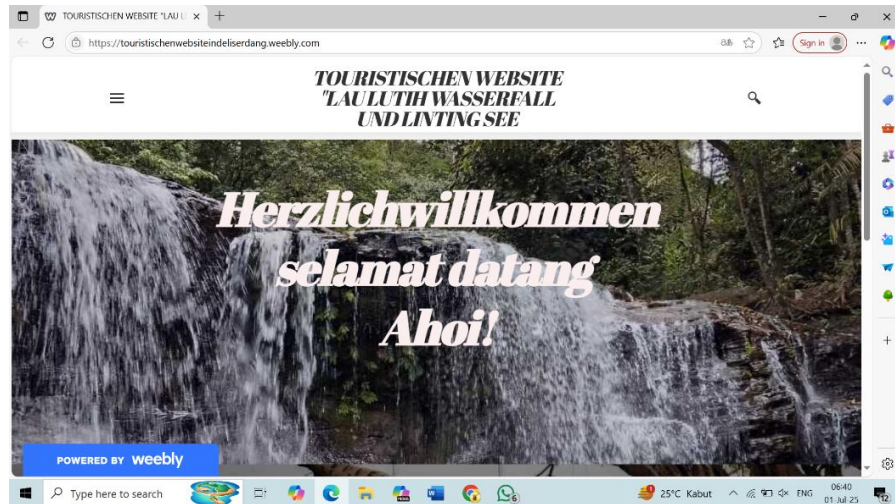 TOURISTISCHEN WEBSITE "LAU L
https://touristischenwebsiteindeliserdang.weebly.com
Sign in
TOURISTISCHEN WEBSITE
"LAU LUTIH WASSERFALL
UND LINTING SEE
Herzlichwillkommen
selamat datang
Ahoi!
POWERED BY weebly
Type here to search
25°C Kabut
ENG
06:40
01-Jul-25